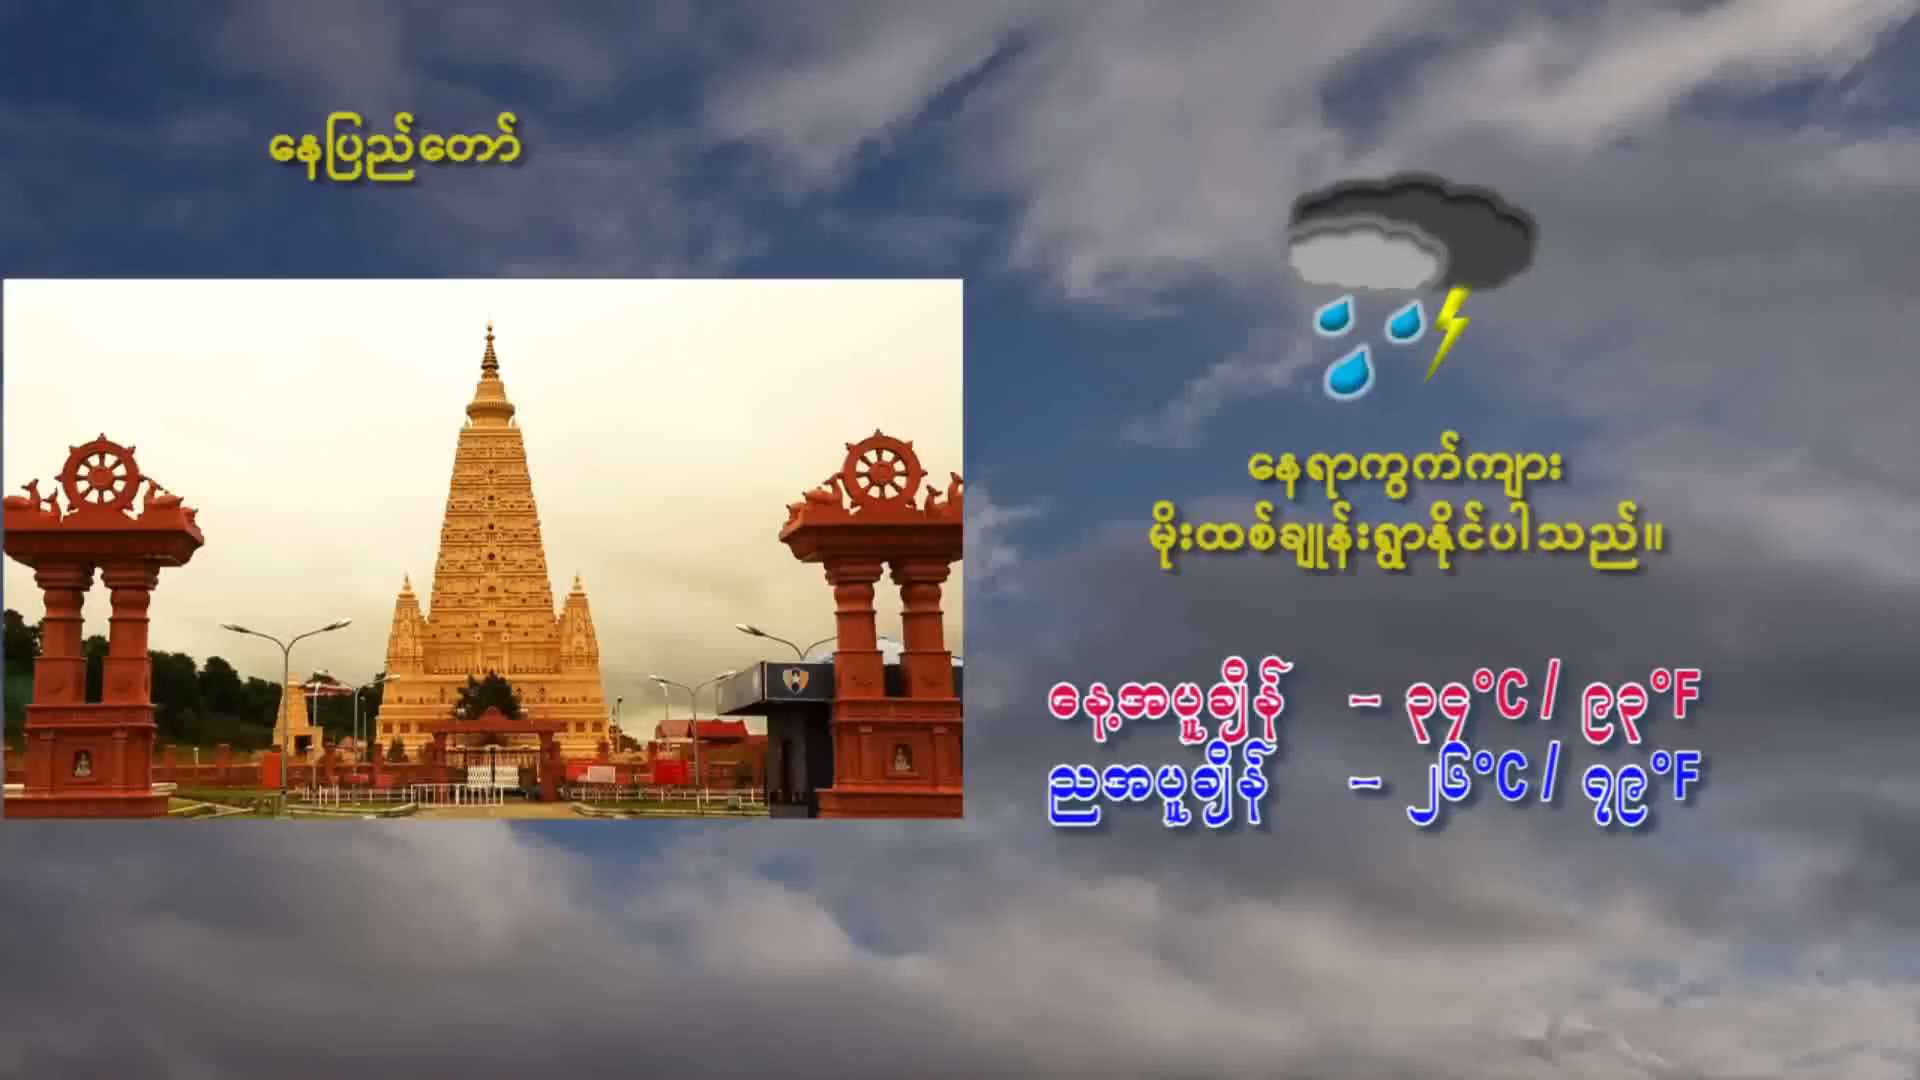 နေပြည်တော်
နေရာကွက်ကျား
မိုးထစ်ချုန်းရွာနိုင်ပါသည်။
နေ့အပူချိန် - ၃၄°C / ၉၃°F
ညအပူချိန် - ၂၆°C / ၇၉°F